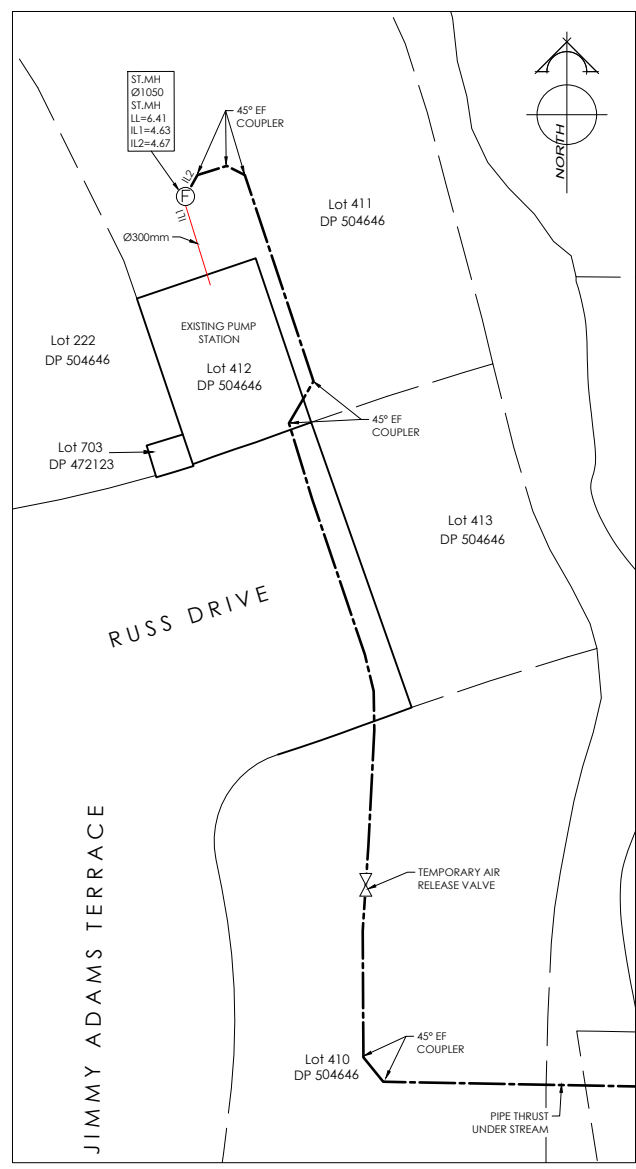 ST.MH
Ø1050
ST.MH
LL=6.41
IL1=4.63
IL2=4.67
45° EF
COUPLER
NORTH
IL2
IL1
Ø300mm
Lot 411
DP 504646
EXISTING PUMP
STATION
Lot 222
DP 504646
Lot 412
DP 504646
45° EF
COUPLER
Lot 703
DP 472123
Lot 413
DP 504646
RUSS DRIVE
TEMPORARY AIR
RELEASE VALVE
JIMMY ADAMS TERRACE
45° EF
COUPLER
Lot 410
DP 504646
PIPE THRUST
UNDER STREAM